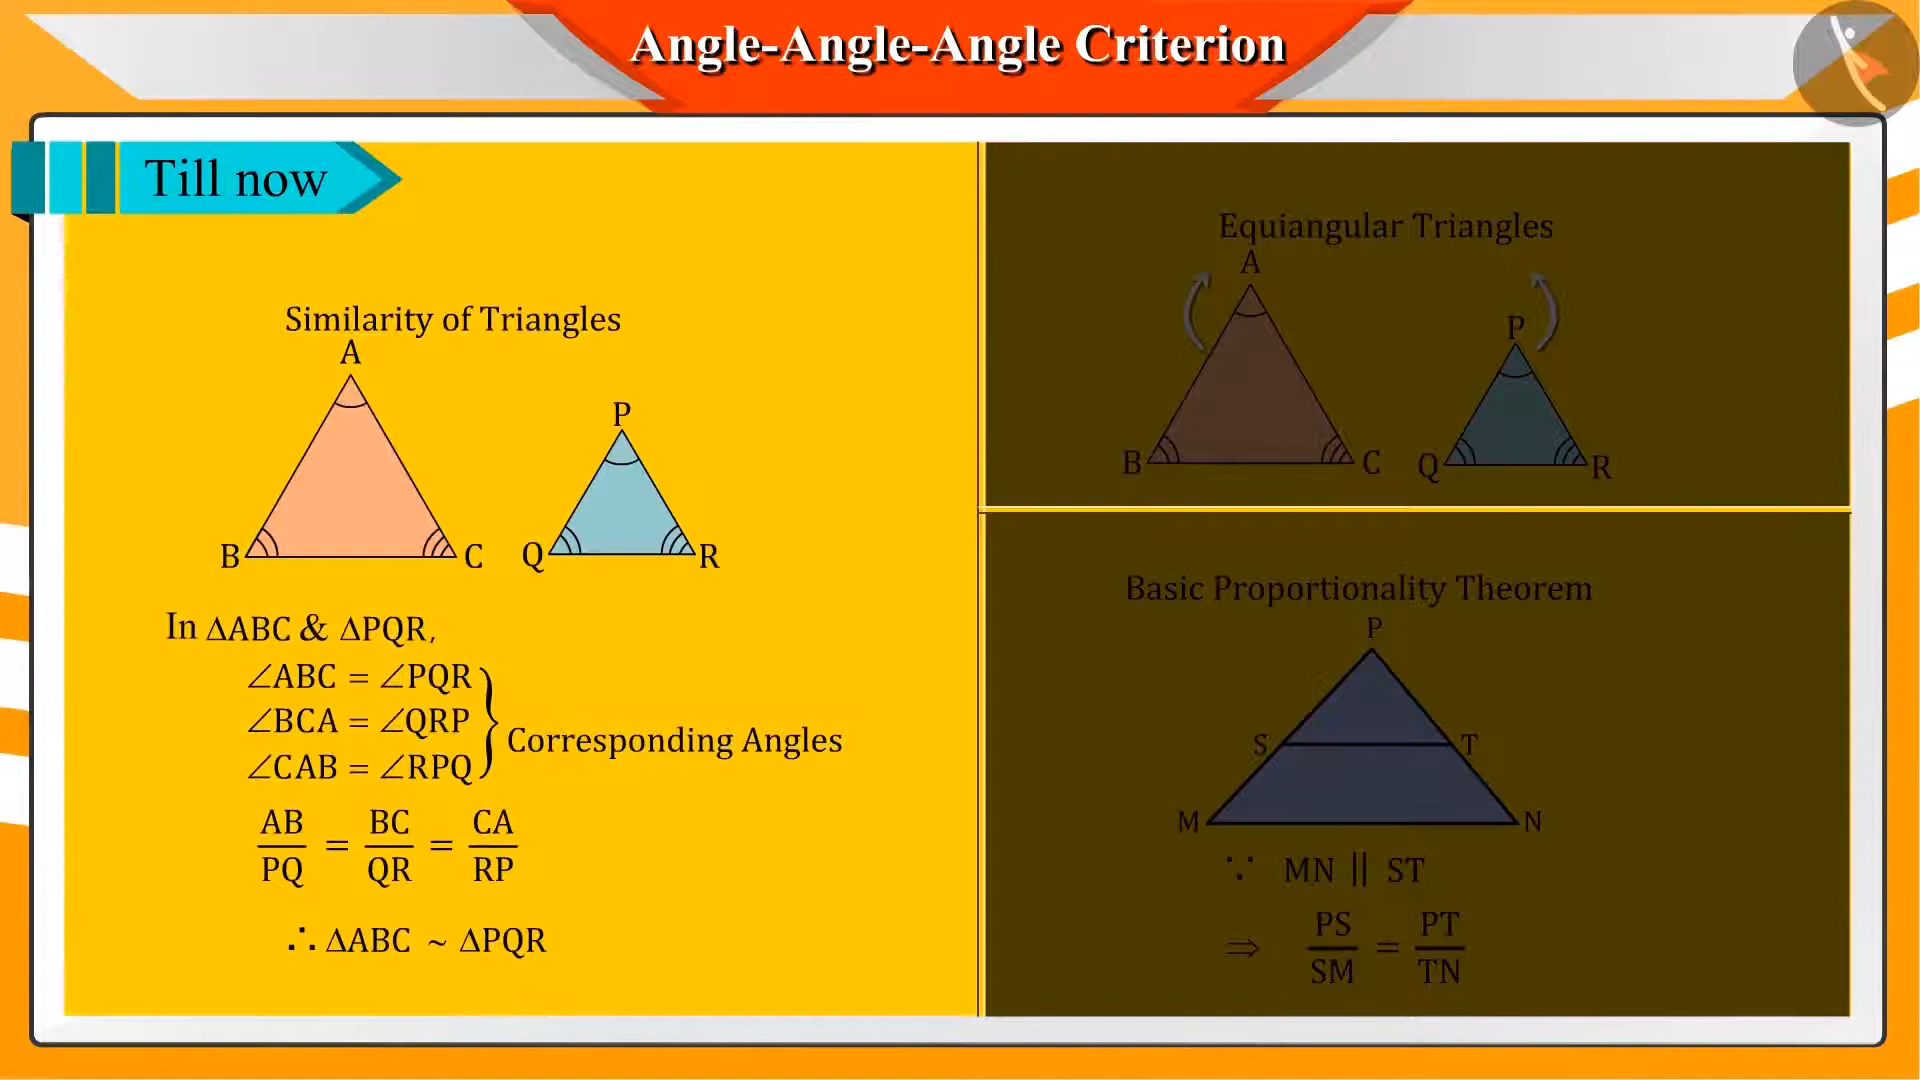 Angle-Angle-Angle Criterion
Till now
Similarity of Triangles
A
P
B
C
Q
R
In ΔABC & ΔPQR,
∠ABC = ∠PQR
∠BCA = ∠QRP
∠CAB = ∠RPQ
Corresponding Angles
AB/PQ = BC/QR = CA/RP
∴ ΔABC ~ ΔPQR
Equiangular Triangles
A
P
B
C
Q
R
Basic Proportionality Theorem
P
S
T
M
N
∵ MN || ST
⇒ PS/SM = PT/TN